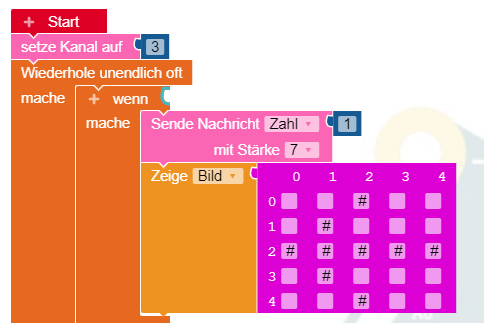 + Start
setze Kanal auf 3
Wiederhole unendlich oft
mache + wenn
mache Sende Nachricht Zahl 1
mit Stärke 7
Zeige Bild
0 1 2 3 4
0 #
1 #
2 # # # # #
3 #
4 #